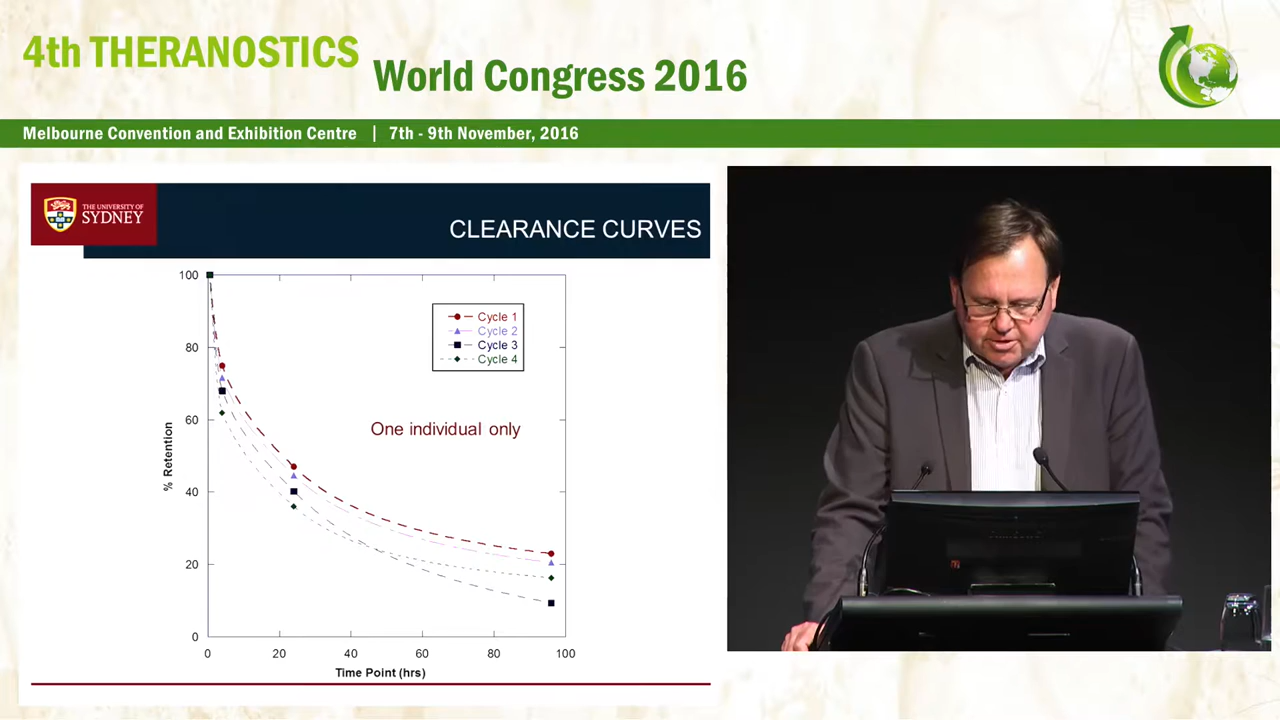 4th THERANOSTICS
World Congress 2016
Melbourne Convention and Exhibition Centre | 7th - 9th November, 2016
THE UNIVERSITY OF
SYDNEY
CLEARANCE CURVES
100
80
60
40
20
0
% Retention
Cycle 1
Cycle 2
Cycle 3
Cycle 4
One individual only
0 20 40 60 80 100
Time Point (hrs)